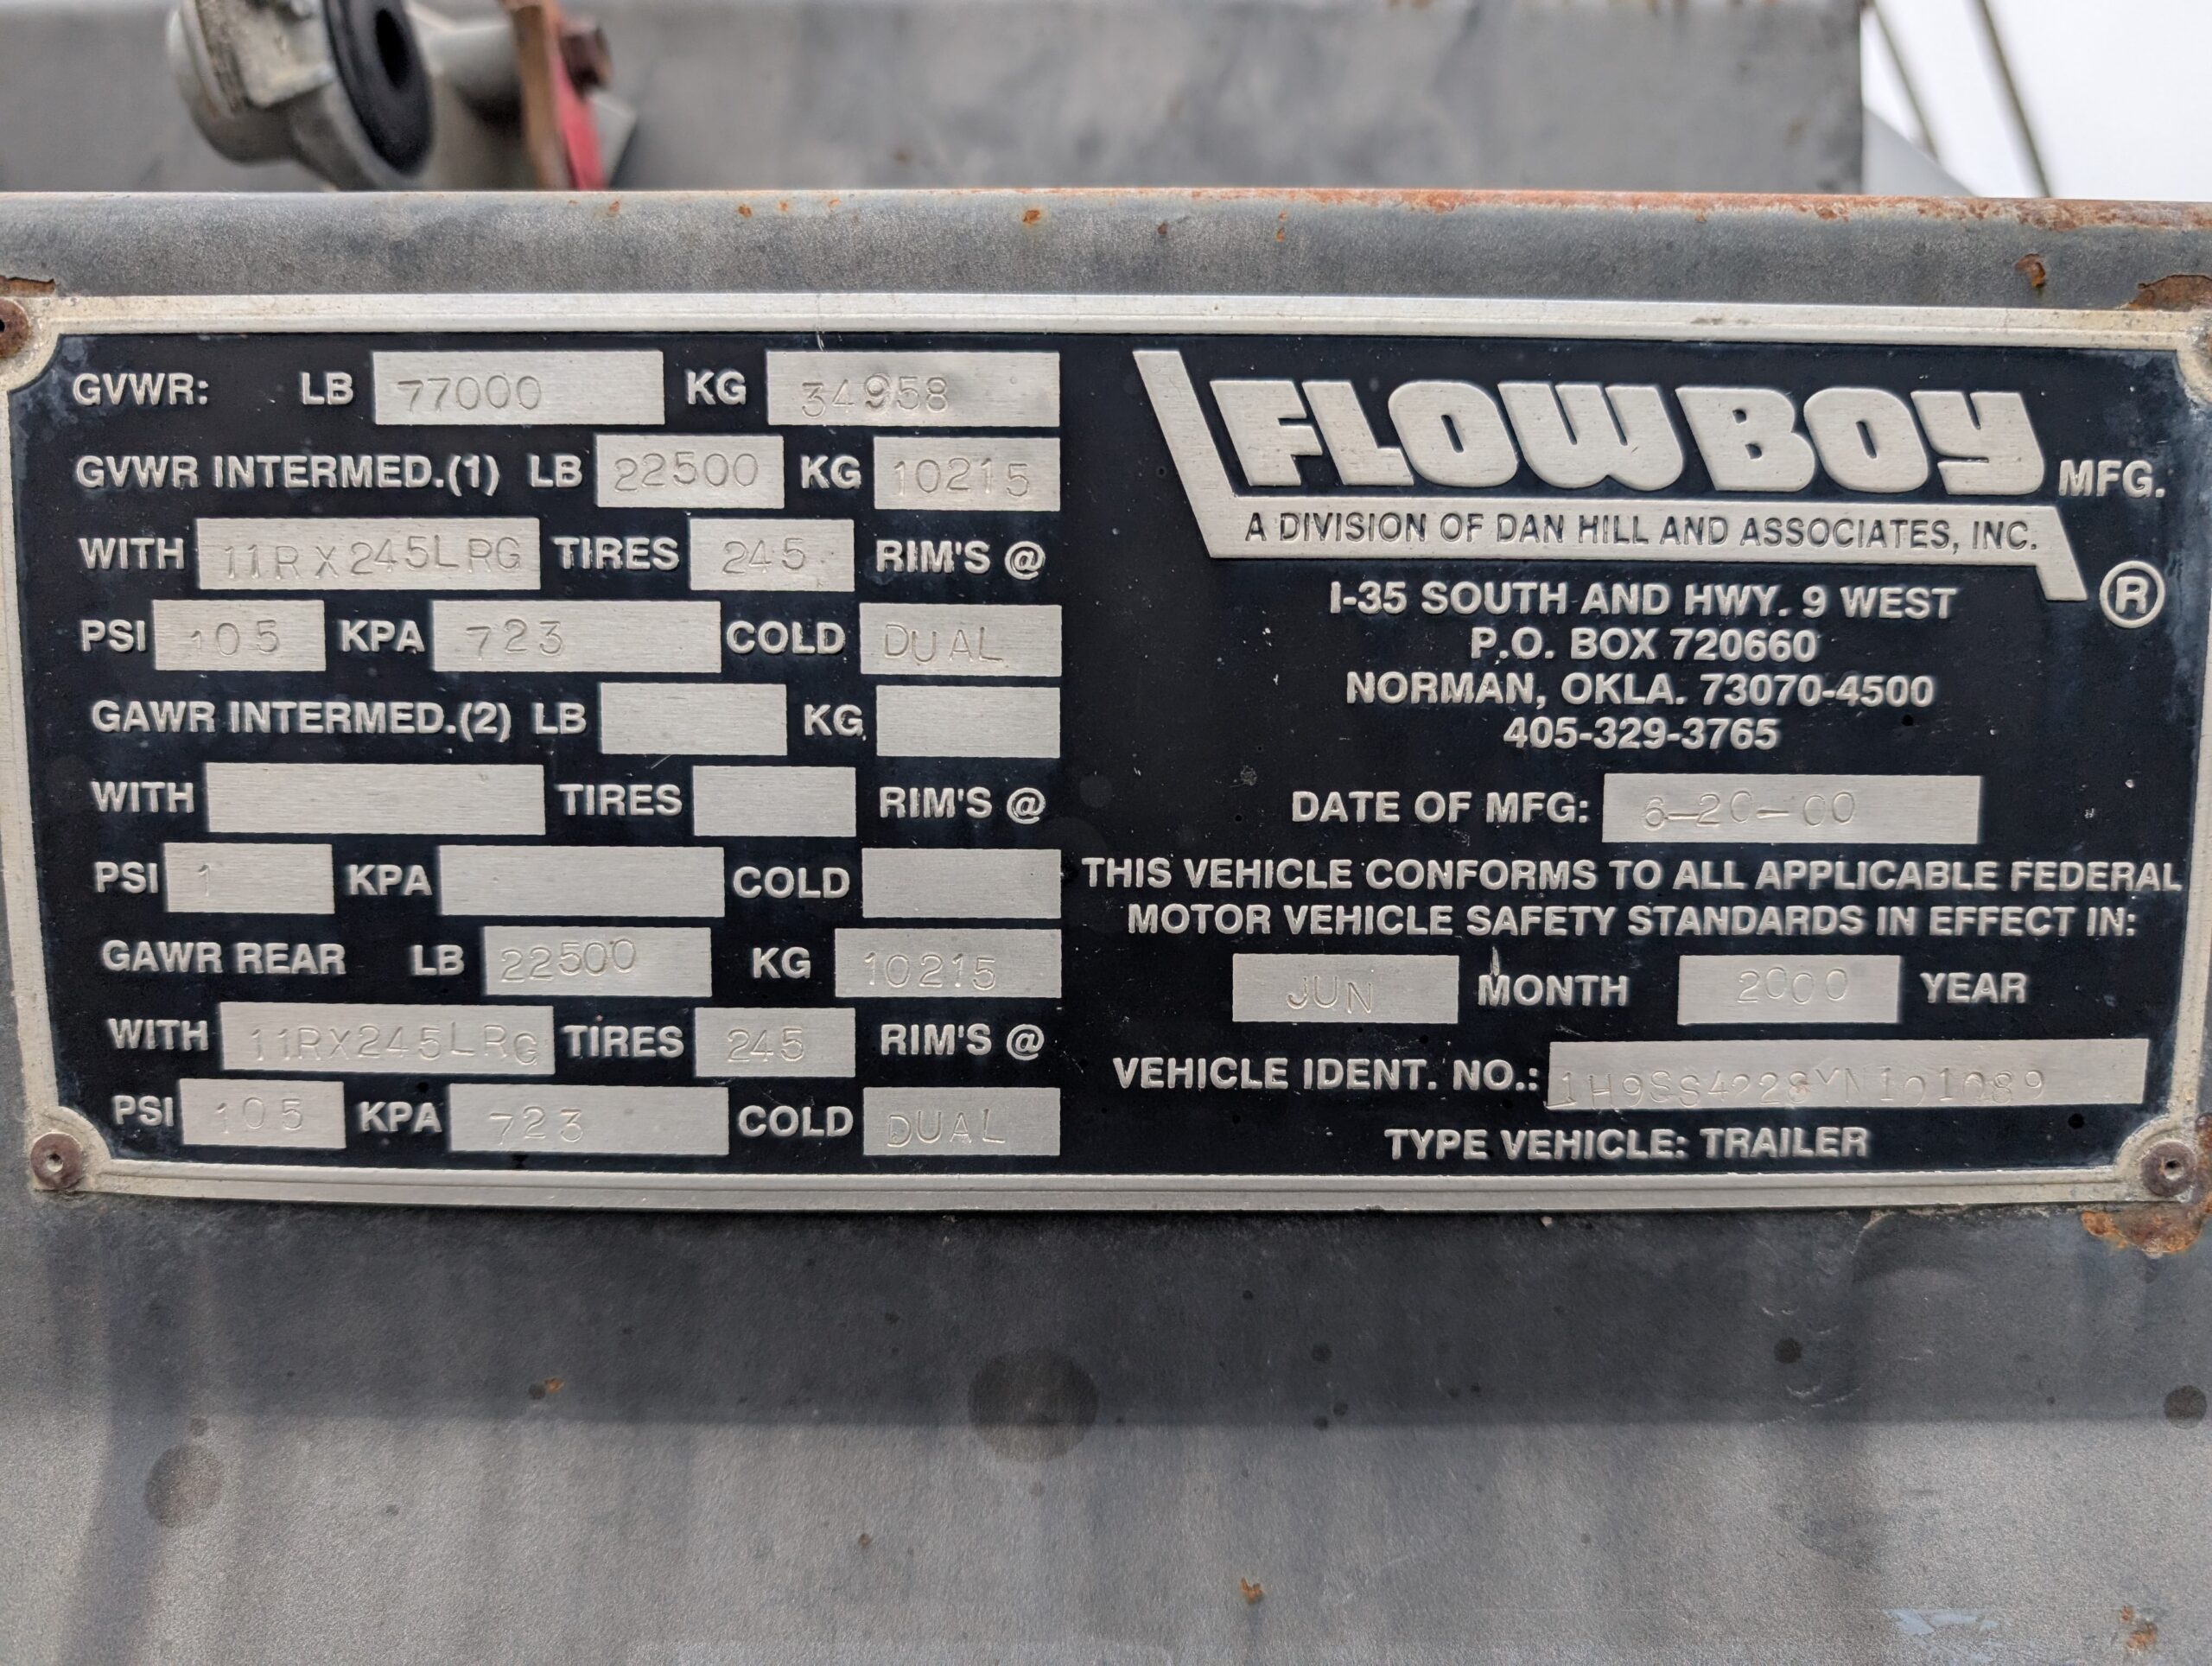 GVWR: LB 77000 KG 34958
GVWR INTERMED.(1) LB 22500 KG 10215
WITH 11RX245LRG TIRES 245 RIM'S @
PSI 105 KPA 723 COLD DUAL
GAWR INTERMED.(2) LB KG
WITH TIRES RIM'S @
PSI 1 KPA COLD
GAWR REAR LB 22500 KG 10215
WITH 11RX245LRG TIRES 245 RIM'S @
PSI 105 KPA 723 COLD DUAL
FLOW BOY MFG.
A DIVISION OF DAN HILL AND ASSOCIATES, INC.
®
I-35 SOUTH AND HWY. 9 WEST
P.O. BOX 720660
NORMAN, OKLA. 73070-4500
405-329-3765
DATE OF MFG: 6-20-00
THIS VEHICLE CONFORMS TO ALL APPLICABLE FEDERAL
MOTOR VEHICLE SAFETY STANDARDS IN EFFECT IN:
JUN MONTH 2000 YEAR
VEHICLE IDENT. NO.: 1H9SS4228YN101089
TYPE VEHICLE: TRAILER